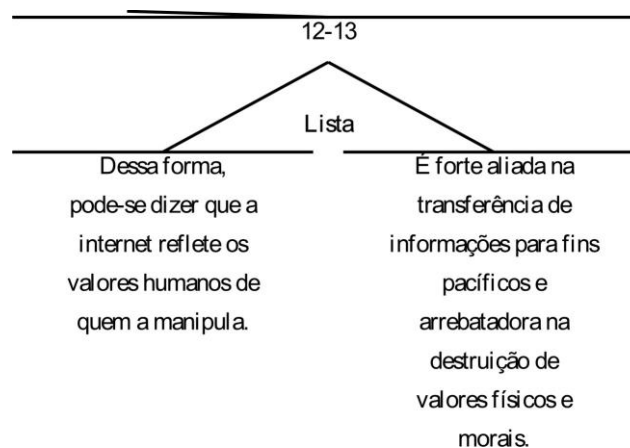 12-13
Lista
Dessa forma,
pode-se dizer que a
internet reflete os
valores humanos de
quem a manipula.
É forte aliada na
transferência de
informações para fins
pacíficos e
arrebatadora na
destruição de
valores físicos e
morais.